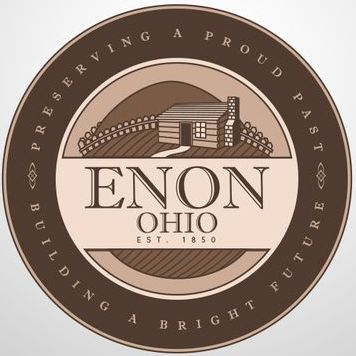 PRESERVING A PROUD PAST
ENON
OHIO
EST. 1850
BUILDING A BRIGHT FUTURE